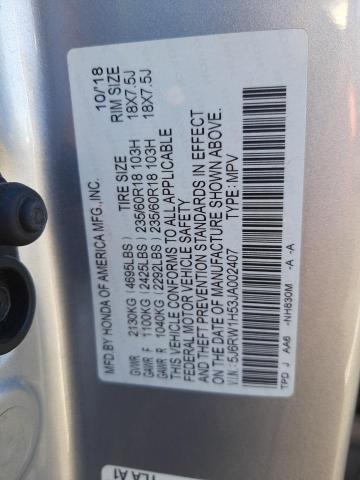 MFD.BY HONDA OF AMERICA MFG.,INC. 10/'18
TIRE SIZE RIM SIZE
GVWR 2130KG (4695LBS)
GAWR F 1100KG (2425LBS) 235/60R18 103H 18X7.5J
GAWR R 1040KG (2292LBS) 235/60R18 103H 18X7.5J
THIS VEHICLE CONFORMS TO ALL APPLICABLE
FEDERAL MOTOR VEHICLE SAFETY STANDARDS IN EFFECT
ON THE DATE OF MANUFACTURE SHOWN ABOVE.
V.I.N.: 5J6RW1H53JA002407 TYPE: MPV
TPD J AA6 -NH830M -A -A